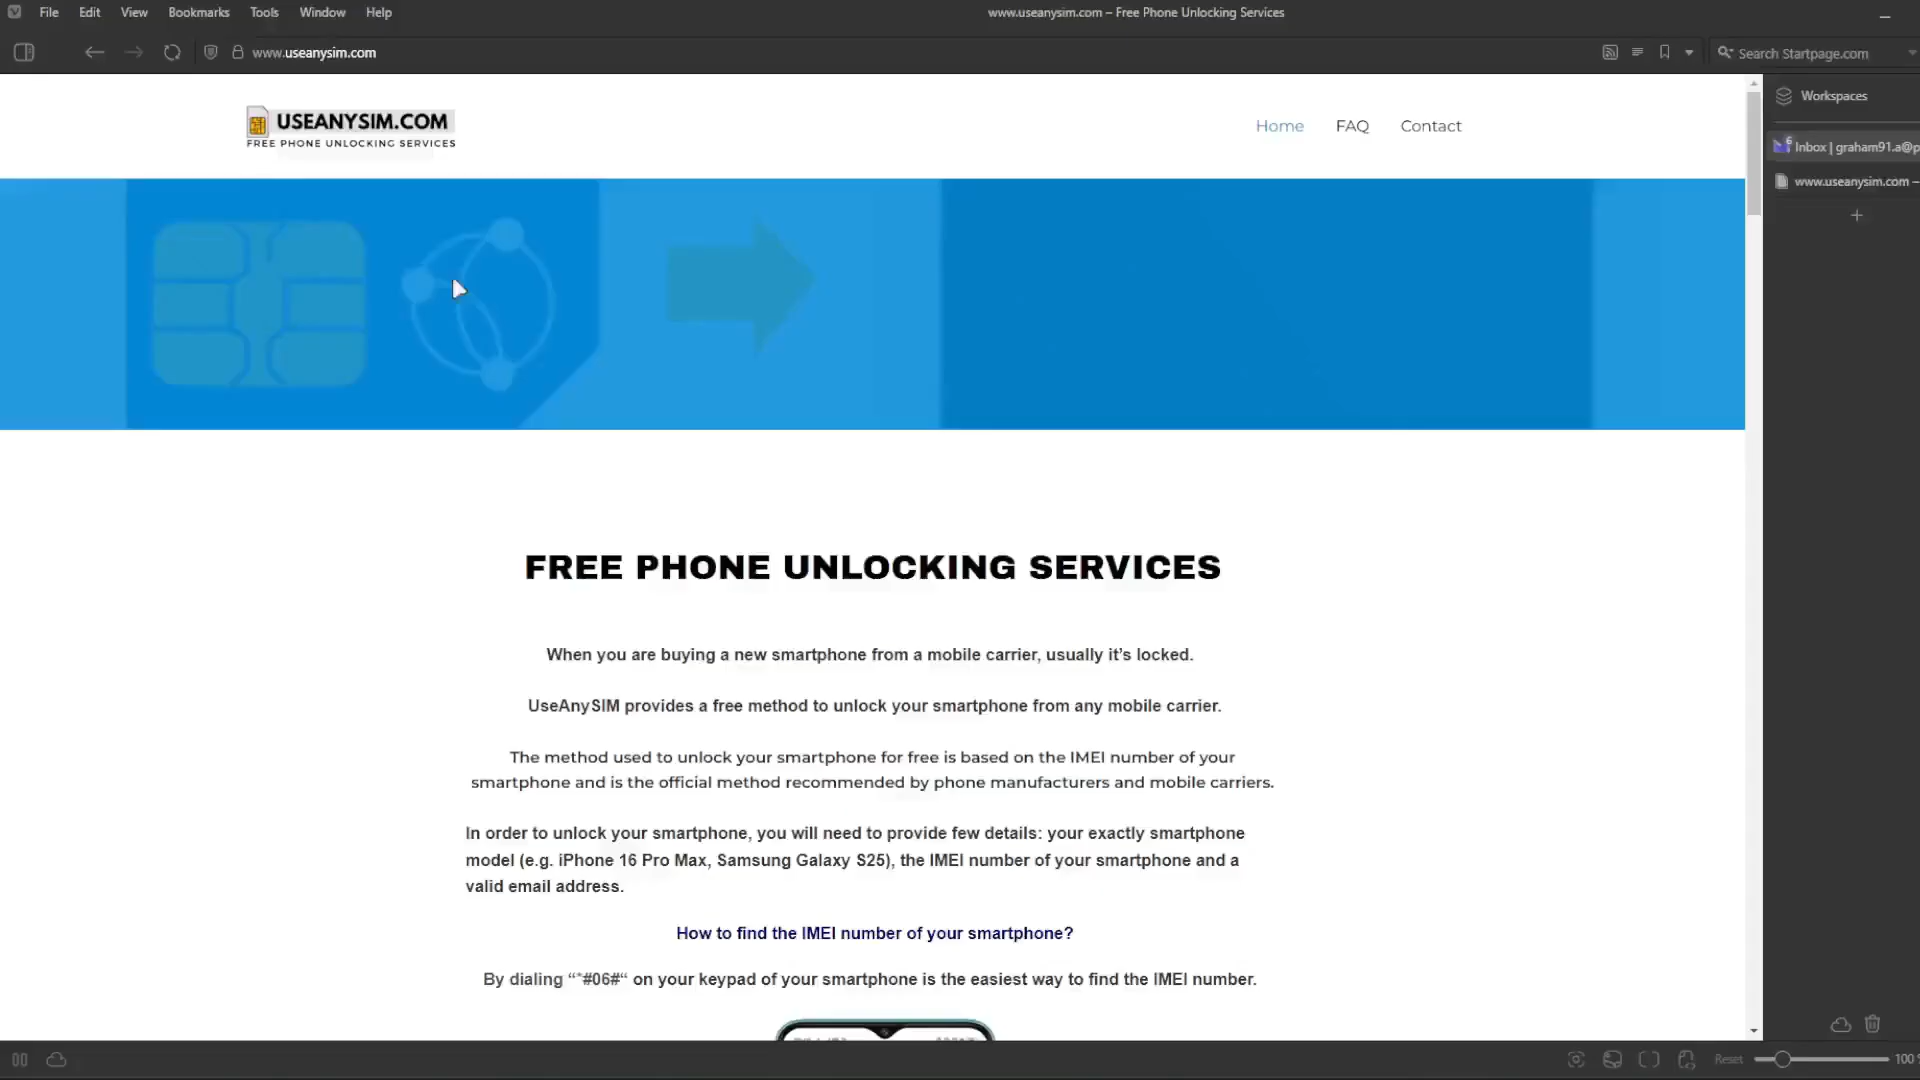 File Edit View Bookmarks Tools Window Help
www.useanysim.com – Free Phone Unlocking Services
www.useanysim.com
Search Startpage.com
USEANYSIM.COM
FREE PHONE UNLOCKING SERVICES
Home FAQ Contact
Workspaces
6
Inbox | graham91.a@p
www.useanysim.com –
FREE PHONE UNLOCKING SERVICES
When you are buying a new smartphone from a mobile carrier, usually it’s locked.
UseAnySIM provides a free method to unlock your smartphone from any mobile carrier.
The method used to unlock your smartphone for free is based on the IMEI number of your
smartphone and is the official method recommended by phone manufacturers and mobile carriers.
In order to unlock your smartphone, you will need to provide few details: your exactly smartphone
model (e.g. iPhone 16 Pro Max, Samsung Galaxy S25), the IMEI number of your smartphone and a
valid email address.
How to find the IMEI number of your smartphone?
By dialing “*#06#“ on your keypad of your smartphone is the easiest way to find the IMEI number.
Reset 100 %